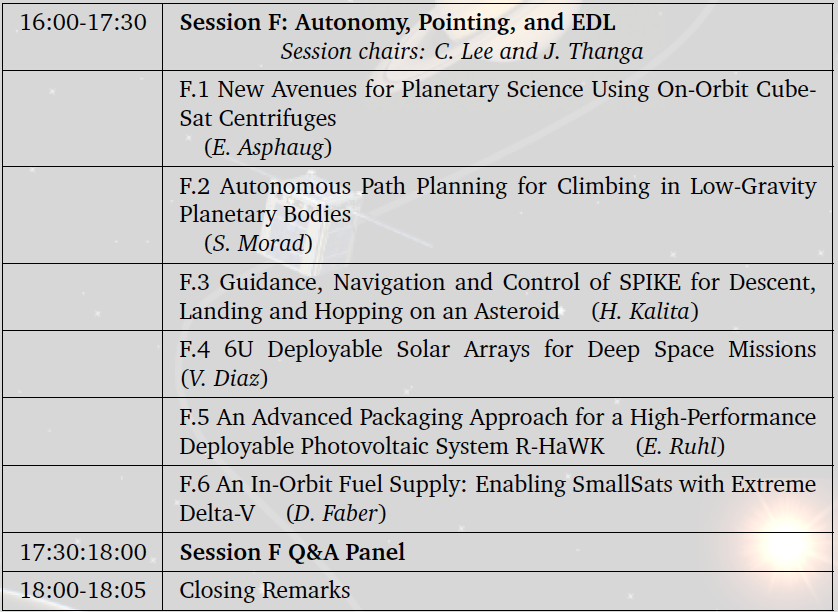 16:00-17:30 Session F: Autonomy, Pointing, and EDL
Session chairs: C. Lee and J. Thanga
F.1 New Avenues for Planetary Science Using On-Orbit Cube-
Sat Centrifuges
(E. Asphaug)
F.2 Autonomous Path Planning for Climbing in Low-Gravity
Planetary Bodies
(S. Morad)
F.3 Guidance, Navigation and Control of SPIKE for Descent,
Landing and Hopping on an Asteroid (H. Kalita)
F.4 6U Deployable Solar Arrays for Deep Space Missions
(V. Diaz)
F.5 An Advanced Packaging Approach for a High-Performance
Deployable Photovoltaic System R-HaWK (E. Ruhl)
F.6 An In-Orbit Fuel Supply: Enabling SmallSats with Extreme
Delta-V (D. Faber)
17:30:18:00 Session F Q&A Panel
18:00-18:05 Closing Remarks